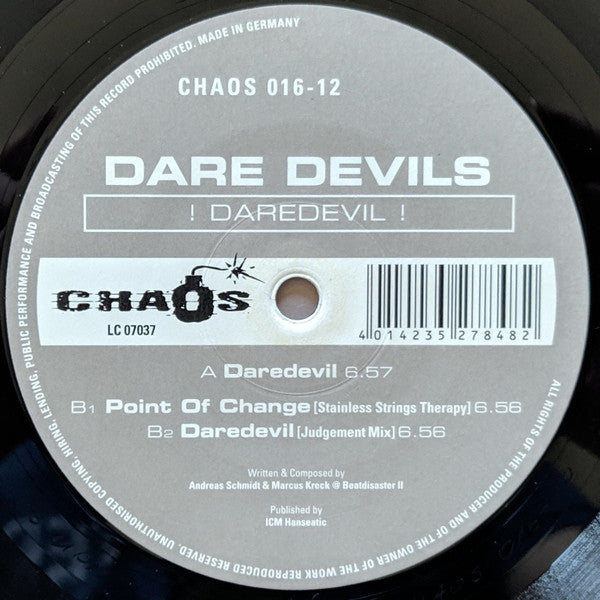 ALL RIGHTS OF THE PRODUCER AND OF THE OWNER OF THE WORK REPRODUCED RESERVED. UNAUTHORISED COPYING, HIRING, LENDING, PUBLIC PERFORMANCE AND BROADCASTING OF THIS RECORD PROHIBITED. MADE IN GERMANY
CHAOS 016-12
DARE DEVILS
! DAREDEVIL !
CHAOS
LC 07037
4 014235 278482
A Daredevil 6.57
B1 Point Of Change [Stainless Strings Therapy] 6.56
B2 Daredevil [Judgement Mix] 6.56
Written & Composed by
Andreas Schmidt & Marcus Kreck @ Beatdisaster II
Published by
ICM Hanseatic